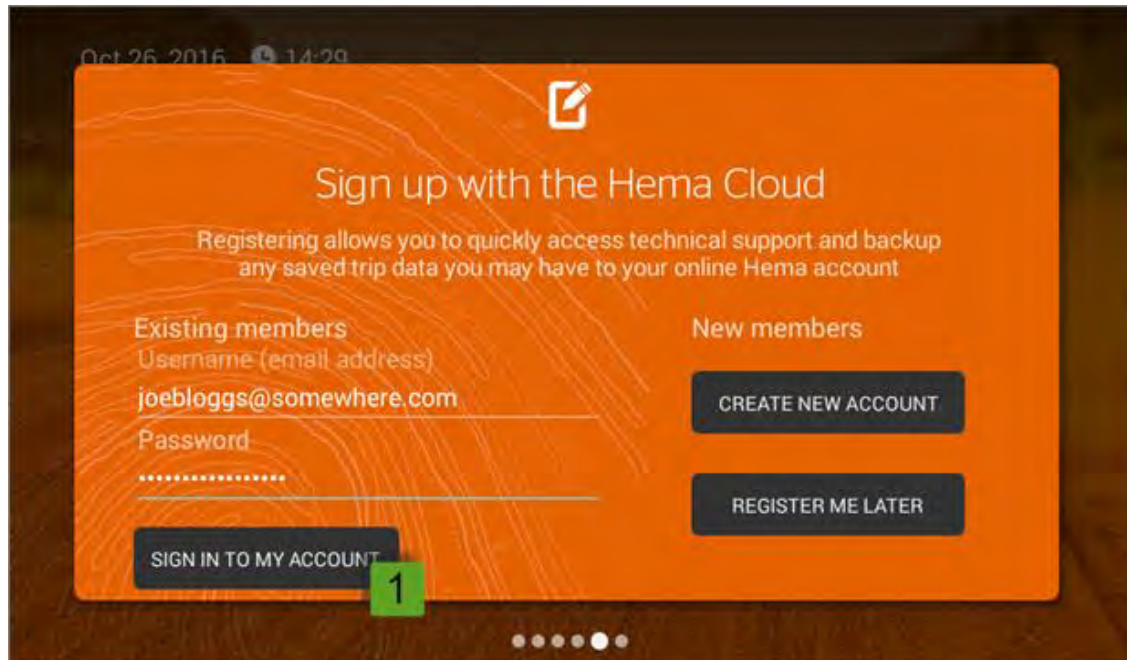 Oct 26, 2016 14:29
Sign up with the Hema Cloud
Registering allows you to quickly access technical support and backup
any saved trip data you may have to your online Hema account
Existing members
Username (email address)
joebloggs@somewhere.com
Password
•••••••••••••••••
SIGN IN TO MY ACCOUNT
1
New members
CREATE NEW ACCOUNT
REGISTER ME LATER